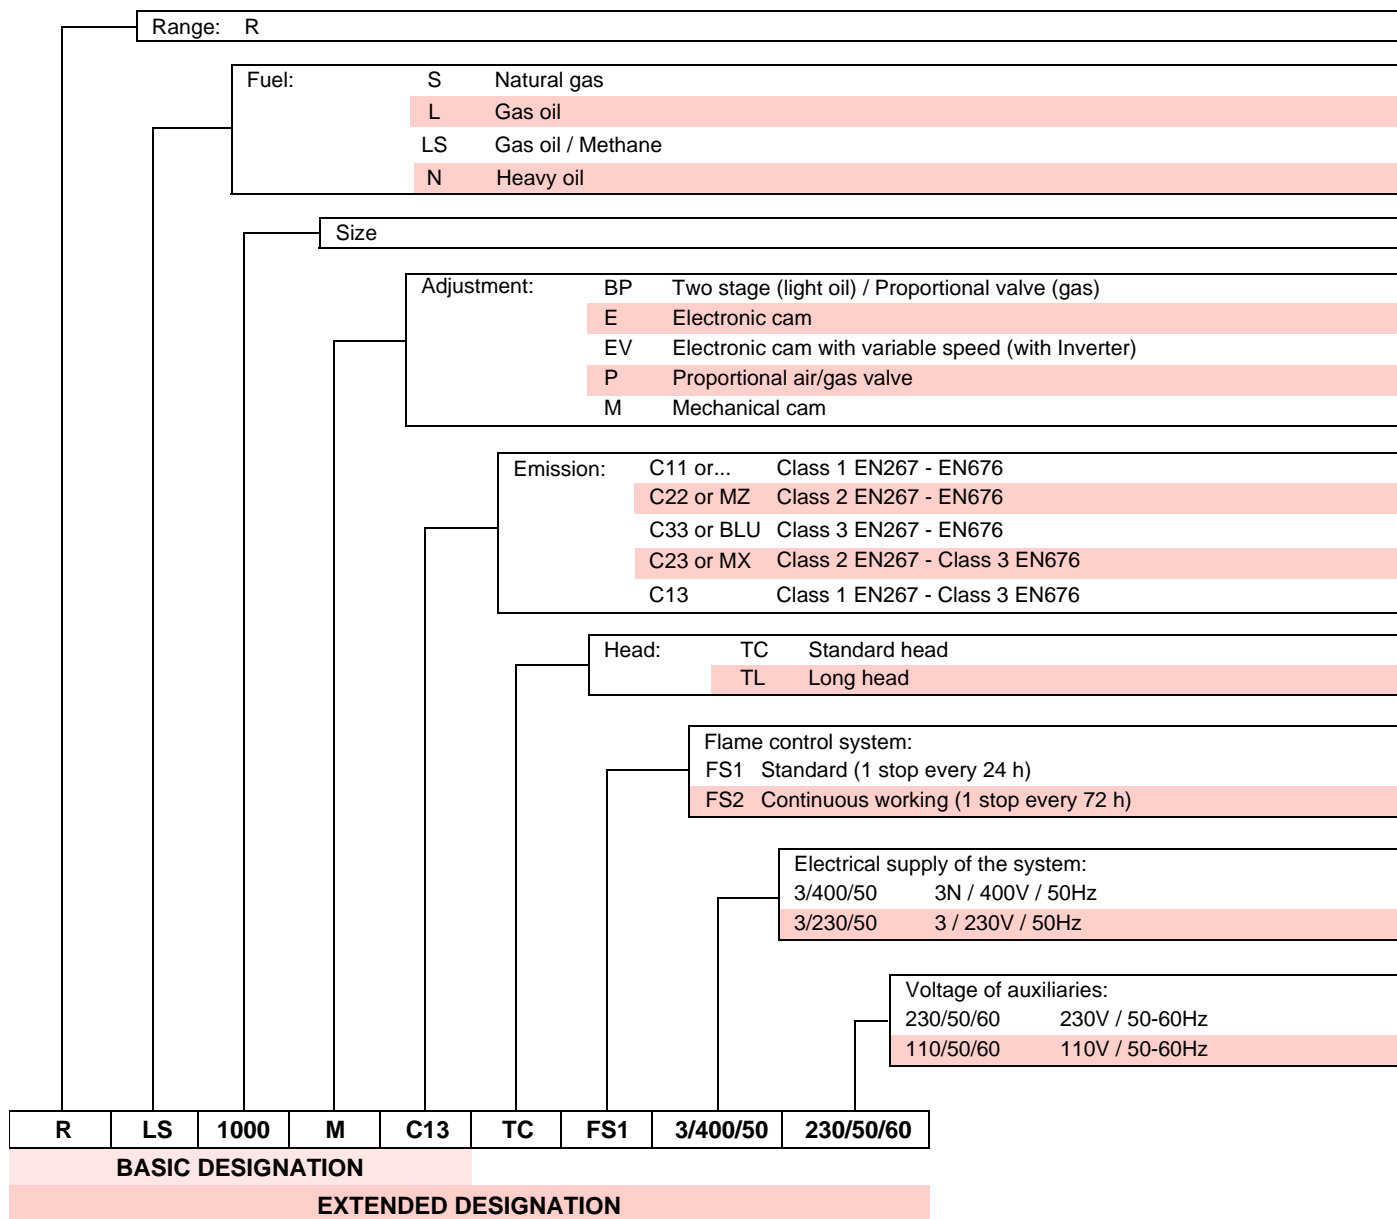 Range: R
Fuel: S Natural gas
L Gas oil
LS Gas oil / Methane
N Heavy oil
Size
Adjustment: BP Two stage (light oil) / Proportional valve (gas)
E Electronic cam
EV Electronic cam with variable speed (with Inverter)
P Proportional air/gas valve
M Mechanical cam
Emission: C11 or... Class 1 EN267 - EN676
C22 or MZ Class 2 EN267 - EN676
C33 or BLU Class 3 EN267 - EN676
C23 or MX Class 2 EN267 - Class 3 EN676
C13 Class 1 EN267 - Class 3 EN676
Head: TC Standard head
TL Long head
Flame control system:
FS1 Standard (1 stop every 24 h)
FS2 Continuous working (1 stop every 72 h)
Electrical supply of the system:
3/400/50 3N / 400V / 50Hz
3/230/50 3 / 230V / 50Hz
Voltage of auxiliaries:
230/50/60 230V / 50-60Hz
110/50/60 110V / 50-60Hz
R LS 1000 M C13 TC FS1 3/400/50 230/50/60
BASIC DESIGNATION
EXTENDED DESIGNATION